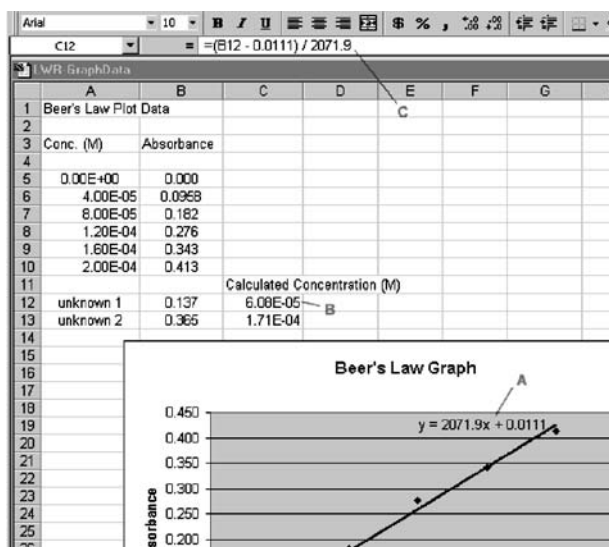 Arial 10 B I U $ % ,
C12 = =(B12 - 0.0111) / 2071.9
LWR-GraphData
A B C D E F G
C
1 Beer's Law Plot Data
2
3 Conc. (M) Absorbance
4
5 0.00E+00 0.000
6 4.00E-05 0.0958
7 8.00E-05 0.182
8 1.20E-04 0.276
9 1.60E-04 0.343
10 2.00E-04 0.413
11 Calculated Concentration (M)
12 unknown 1 0.137 6.08E-05 B
13 unknown 2 0.365 1.71E-04
14
15
16 Beer's Law Graph
17 A
18
19 0.450 y = 2071.9x + 0.0111
20 0.400
21 0.350
22
23 0.300
24 0.250
25 0.200